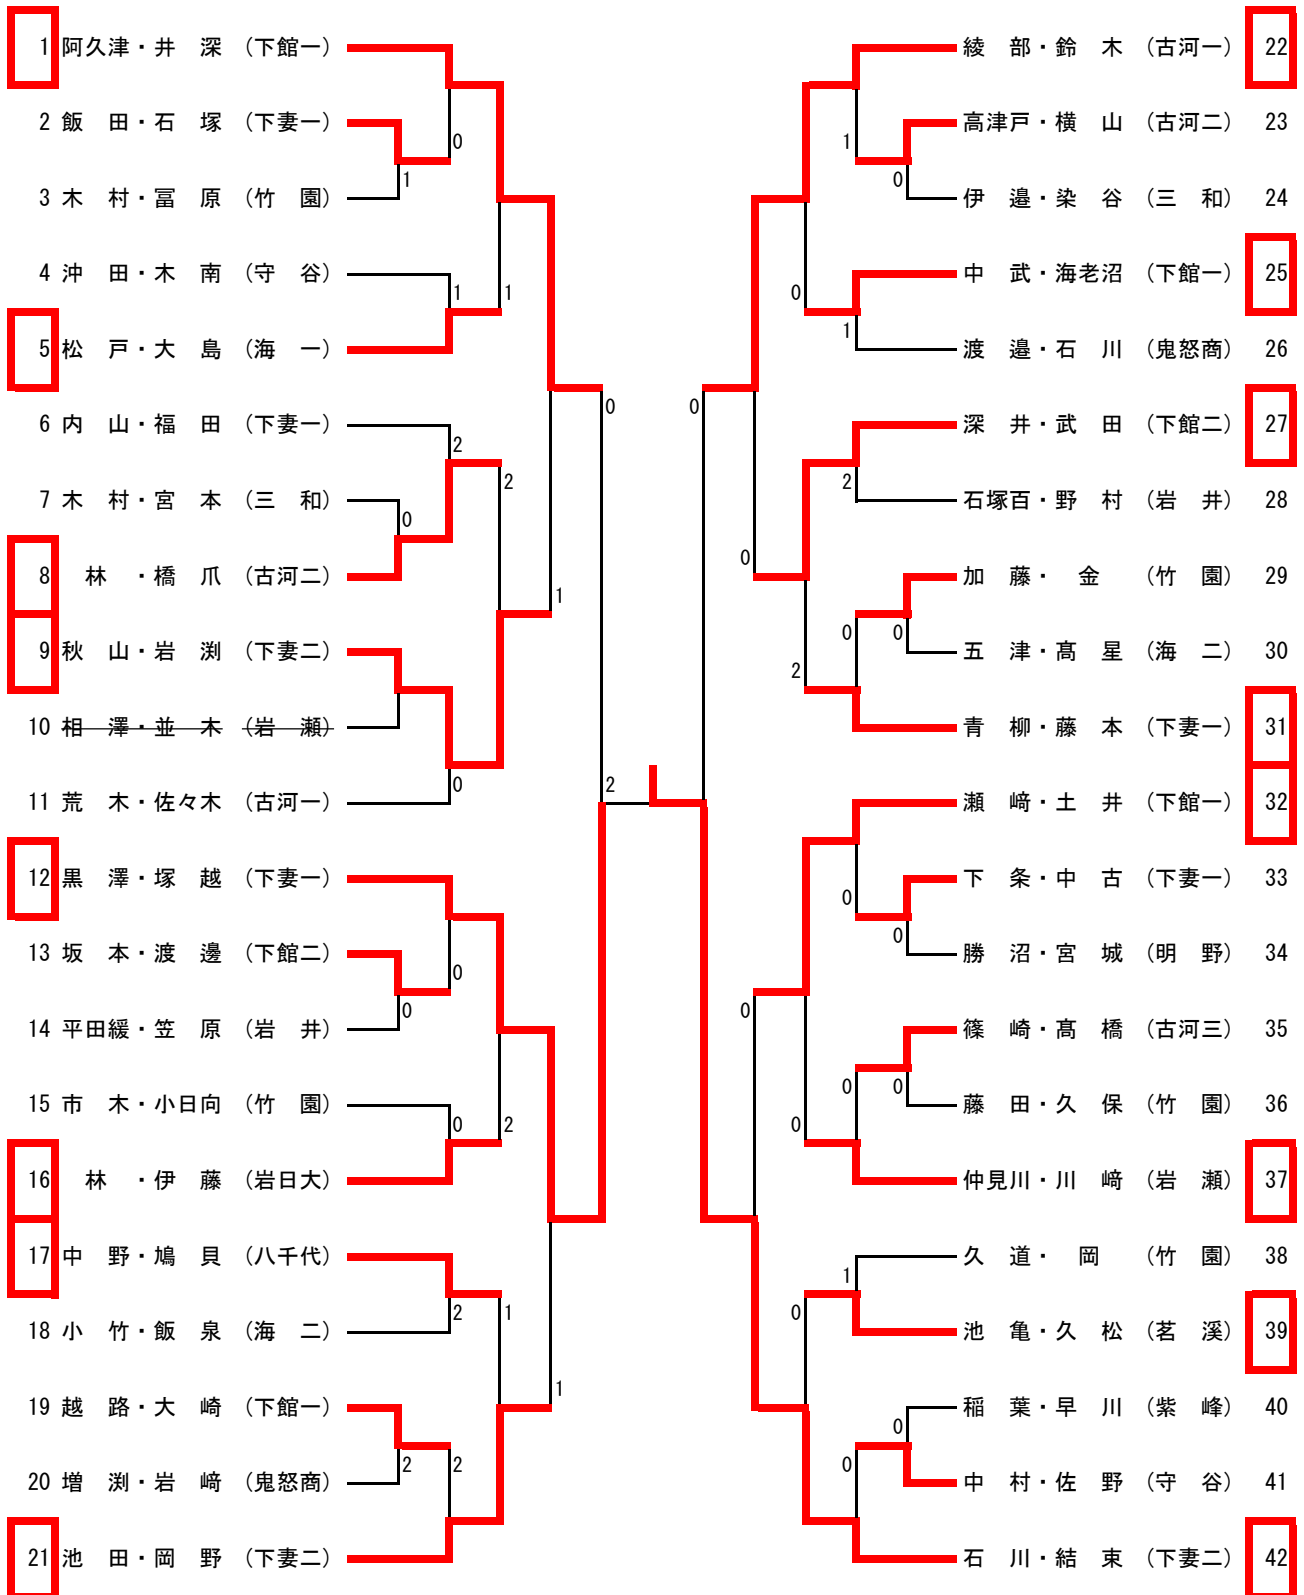 1 阿久津・井　深 (下館一)
2 飯　田・石　塚 (下妻一)
0
1
3 木　村・冨　原 (竹　園)
4 沖　田・木　南 (守　谷)
1
1
5 松　戸・大　島 (海　一)
0
6 内　山・福　田 (下妻一)
2
2
7 木　村・宮　本 (三　和)
0
8 林　・橋　爪 (古河二)
1
9 秋　山・岩　渕 (下妻二)
10 相　澤・並　木 (岩　瀬)
0
2
11 荒　木・佐々木 (古河一)
12 黒　澤・塚　越 (下妻一)
13 坂　本・渡　邊 (下館二)
0
0
14 平田緩・笠　原 (岩　井)
15 市　木・小日向 (竹　園)
0
2
16 林　・伊　藤 (岩日大)
17 中　野・鳩　貝 (八千代)
2
1
18 小　竹・飯　泉 (海　二)
1
19 越　路・大　崎 (下館一)
2
2
20 増　渕・岩　﨑 (鬼怒商)
21 池　田・岡　野 (下妻二)
綾　部・鈴　木 (古河一) 22
高津戸・横　山 (古河二) 23
1
0
伊　邉・染　谷 (三　和) 24
中　武・海老沼 (下館一) 25
0
1
渡　邉・石　川 (鬼怒商) 26
0
深　井・武　田 (下館二) 27
2
石塚百・野　村 (岩　井) 28
0
加　藤・　金 (竹　園) 29
0
0
五　津・髙　星 (海　二) 30
2
青　柳・藤　本 (下妻一) 31
瀬　﨑・土　井 (下館一) 32
下　条・中　古 (下妻一) 33
0
0
勝　沼・宮　城 (明　野) 34
0
篠　崎・髙　橋 (古河三) 35
0
0
藤　田・久　保 (竹　園) 36
0
仲見川・川　﨑 (岩　瀬) 37
久　道・　岡 (竹　園) 38
1
0
池　亀・久　松 (茗　溪) 39
稲　葉・早　川 (紫　峰) 40
0
0
中　村・佐　野 (守　谷) 41
石　川・結　束 (下妻二) 42